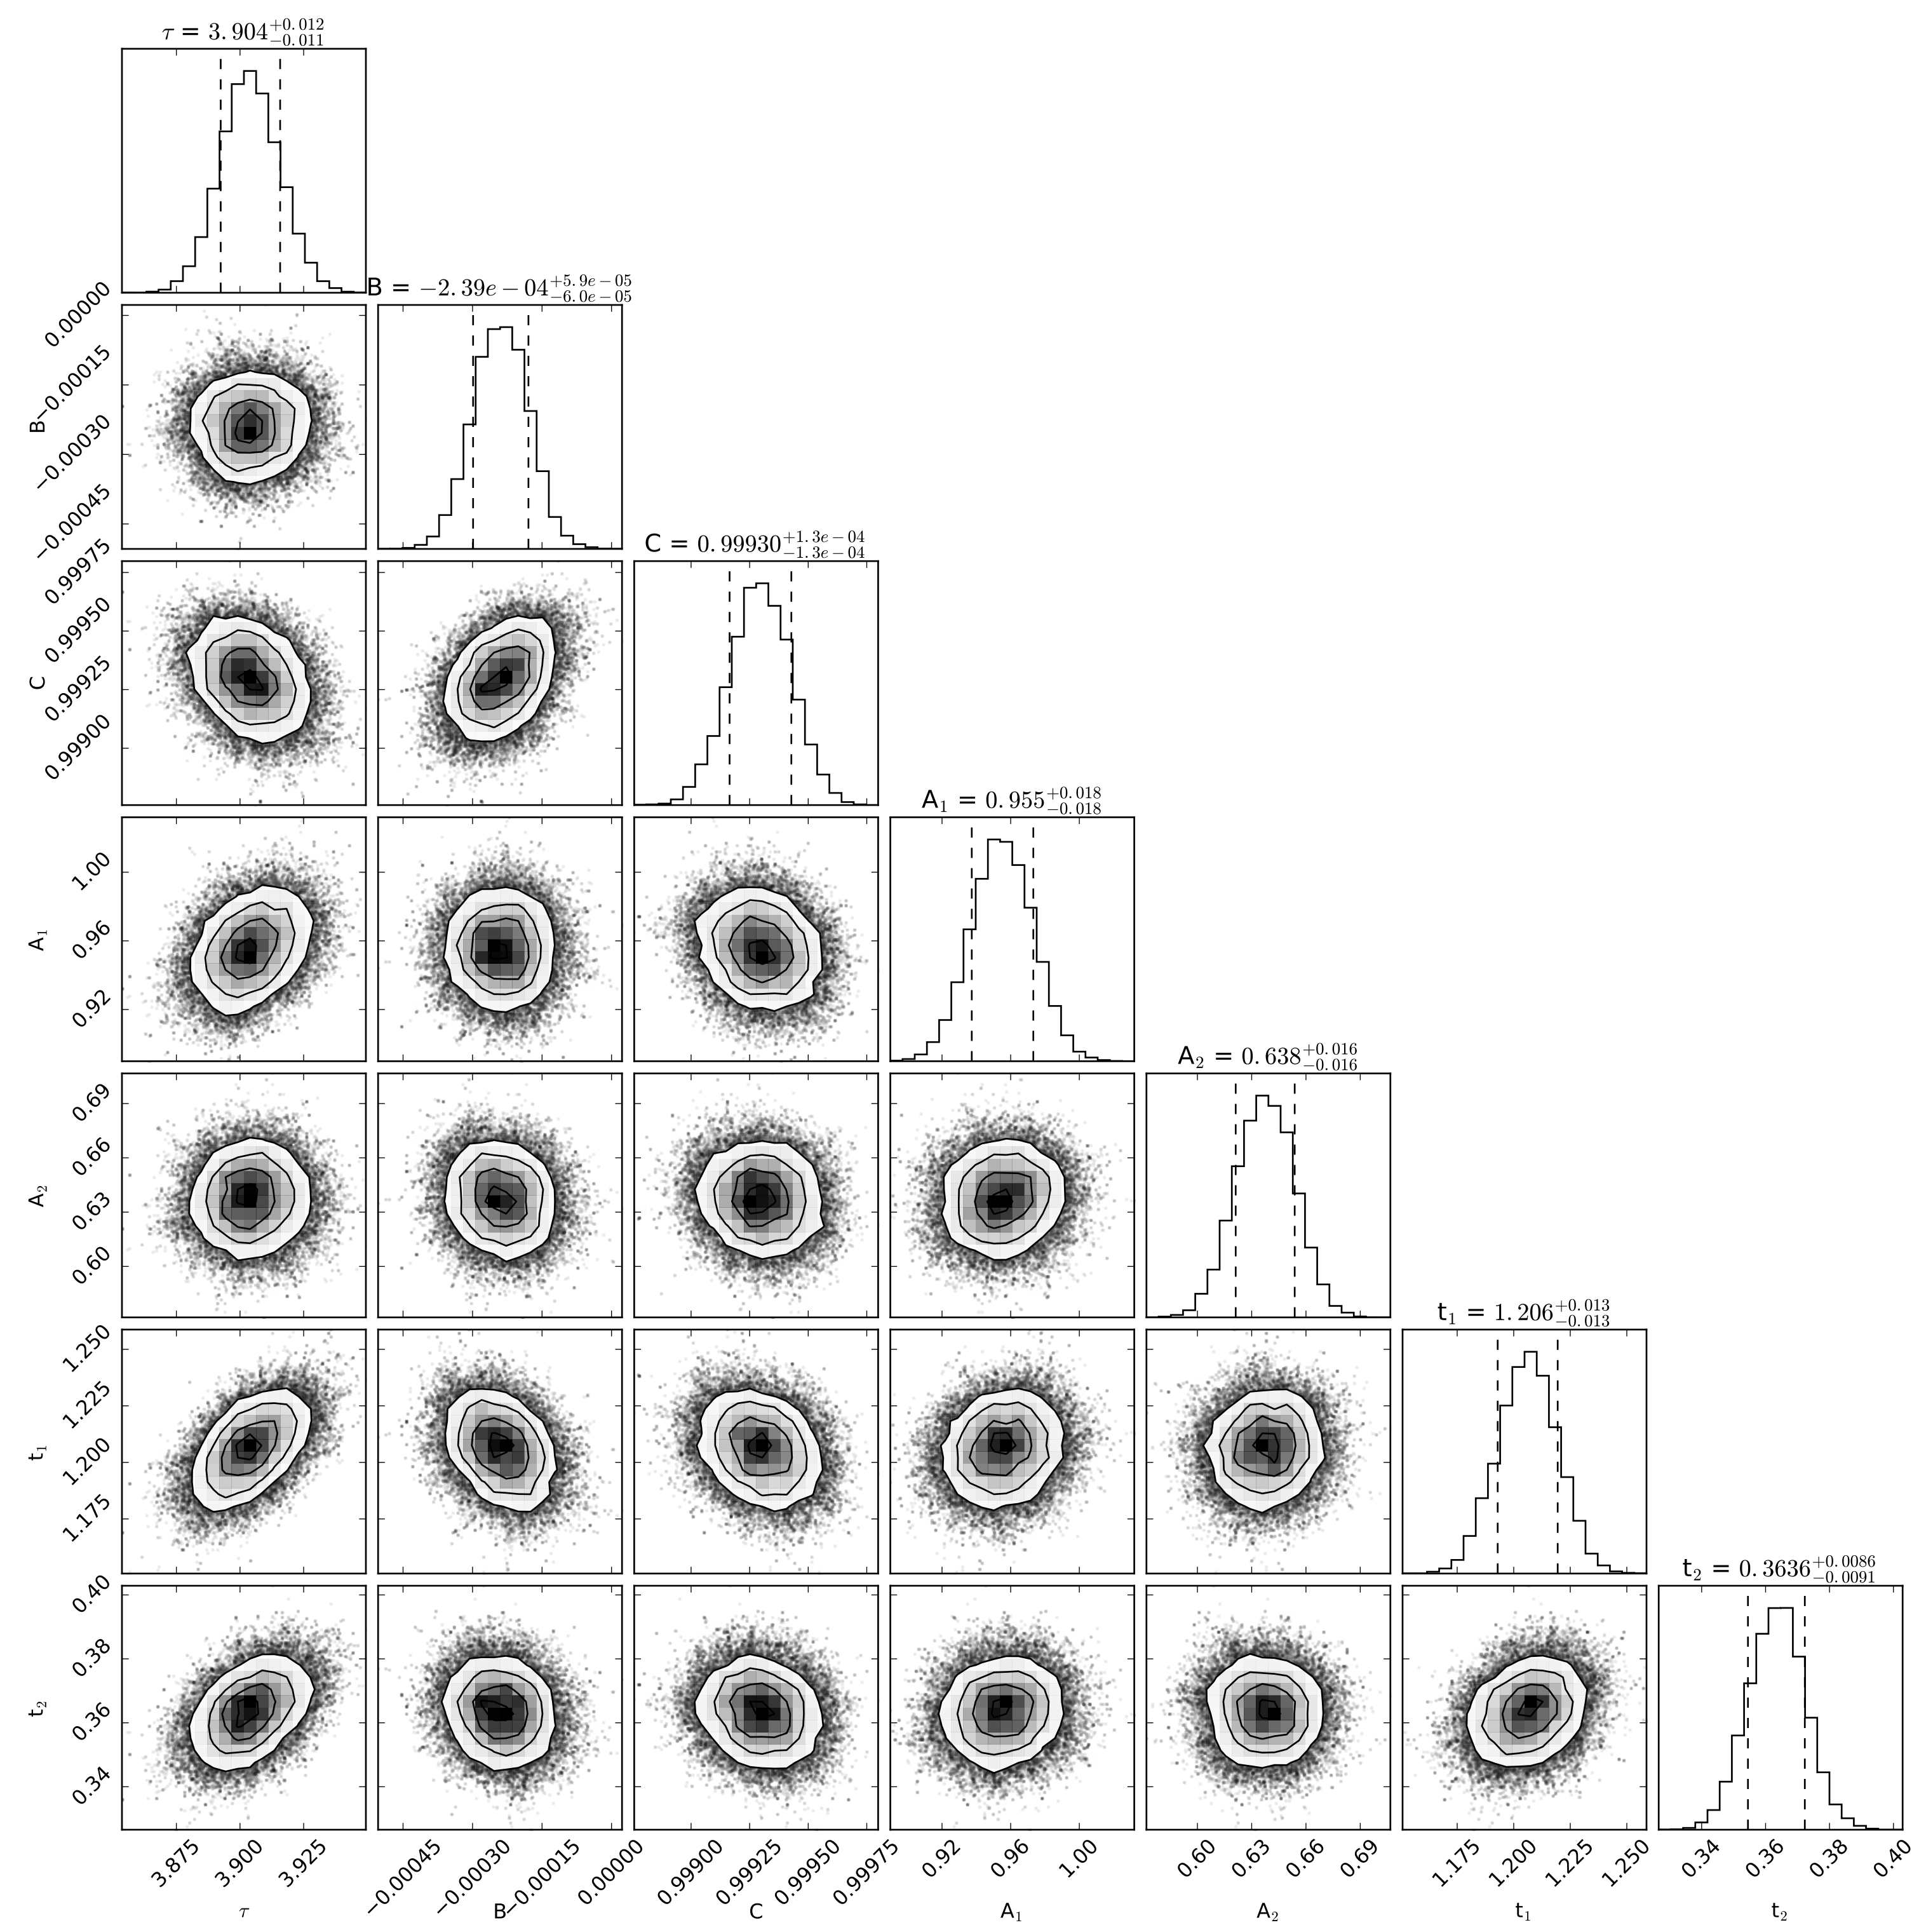 τ = 3.904 +0.012 −0.011
B = −2.39e−04 +5.9e−05 −6.0e−05
0.00000
−0.00015
−0.00030
−0.00045
B
C = 0.99930 +1.3e−04 −1.3e−04
0.99975
0.99950
0.99925
0.99900
C
A₁ = 0.955 +0.018 −0.018
1.00
0.96
0.92
A₁
A₂ = 0.638 +0.016 −0.016
0.69
0.66
0.63
0.60
A₂
t₁ = 1.206 +0.013 −0.013
1.250
1.225
1.200
1.175
t₁
t₂ = 0.3636 +0.0086 −0.0091
0.40
0.38
0.36
0.34
t₂
3.875 3.900 3.925 −0.00045 −0.00030 −0.00015 0.00000 0.99900 0.99925 0.99950 0.99975 0.92 0.96 1.00 0.60 0.63 0.66 0.69 1.175 1.200 1.225 1.250 0.34 0.36 0.38 0.40
τ B C A₁ A₂ t₁ t₂